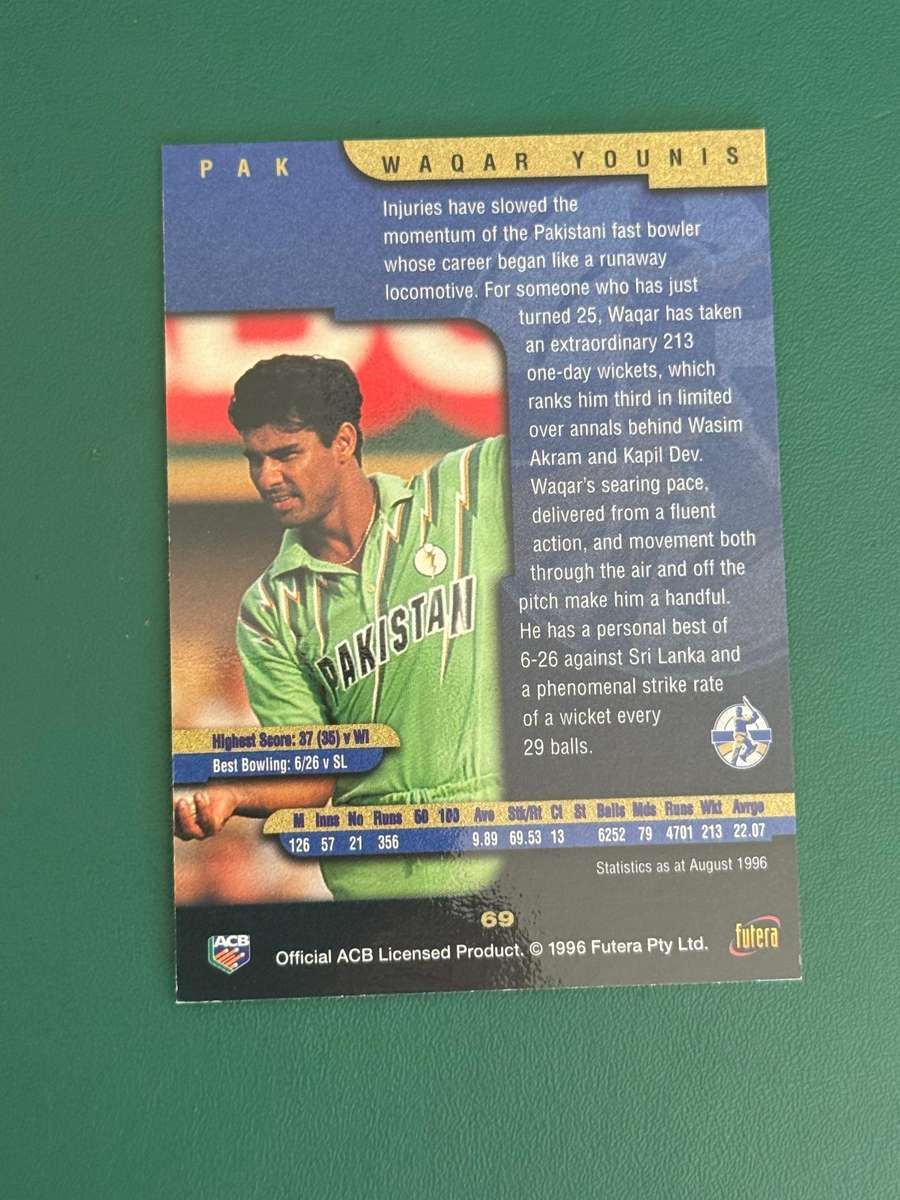 PAK WAQAR YOUNIS
Injuries have slowed the
momentum of the Pakistani fast bowler
whose career began like a runaway
locomotive. For someone who has just
turned 25, Waqar has taken
an extraordinary 213
one-day wickets, which
ranks him third in limited
over annals behind Wasim
Akram and Kapil Dev.
Waqar's searing pace,
delivered from a fluent
action, and movement both
through the air and off the
pitch make him a handful.
He has a personal best of
6-26 against Sri Lanka and
a phenomenal strike rate
of a wicket every
29 balls.
PAKISTAN
Highest Score: 37 (35) v WI
Best Bowling: 6/26 v SL
M Inns No Runs 50 100 Ave Stk/Rt Ct St Balls Mds Runs Wkt Avrge
126 57 21 356 9.89 69.53 13 6252 79 4701 213 22.07
Statistics as at August 1996
69
ACB
Official ACB Licensed Product. © 1996 Futera Pty Ltd.
futera